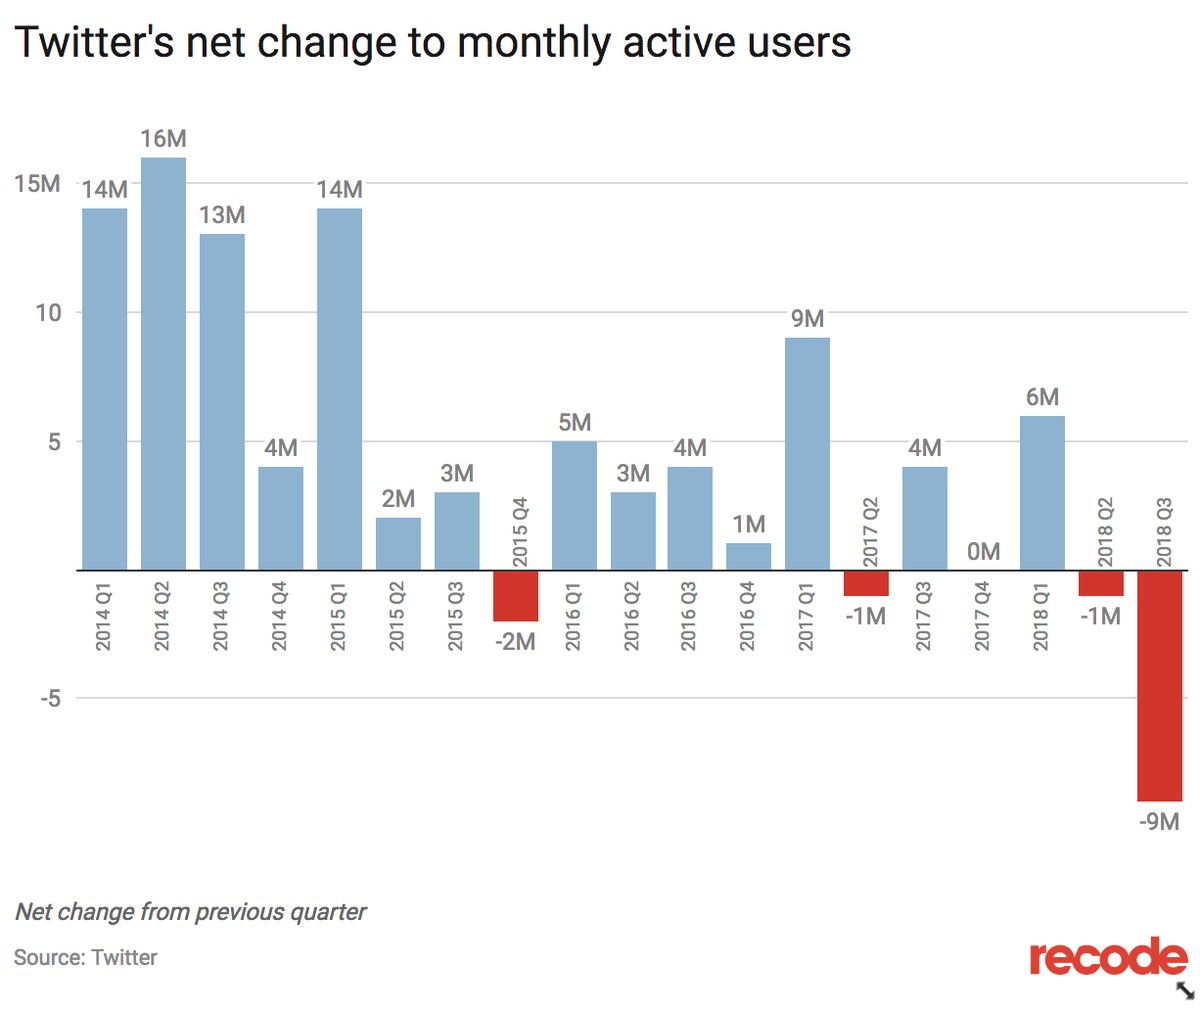 Twitter's net change to monthly active users
16M
15M
14M
14M
13M
10
9M
6M
5M
5
4M
4M
4M
3M
3M
2M
1M
0M
2014 Q1
2014 Q2
2014 Q3
2014 Q4
2015 Q1
2015 Q2
2015 Q3
2015 Q4
2016 Q1
2016 Q2
2016 Q3
2016 Q4
2017 Q1
2017 Q2
2017 Q3
2017 Q4
2018 Q1
2018 Q2
2018 Q3
-2M
-1M
-1M
-5
-9M
Net change from previous quarter
Source: Twitter
recode